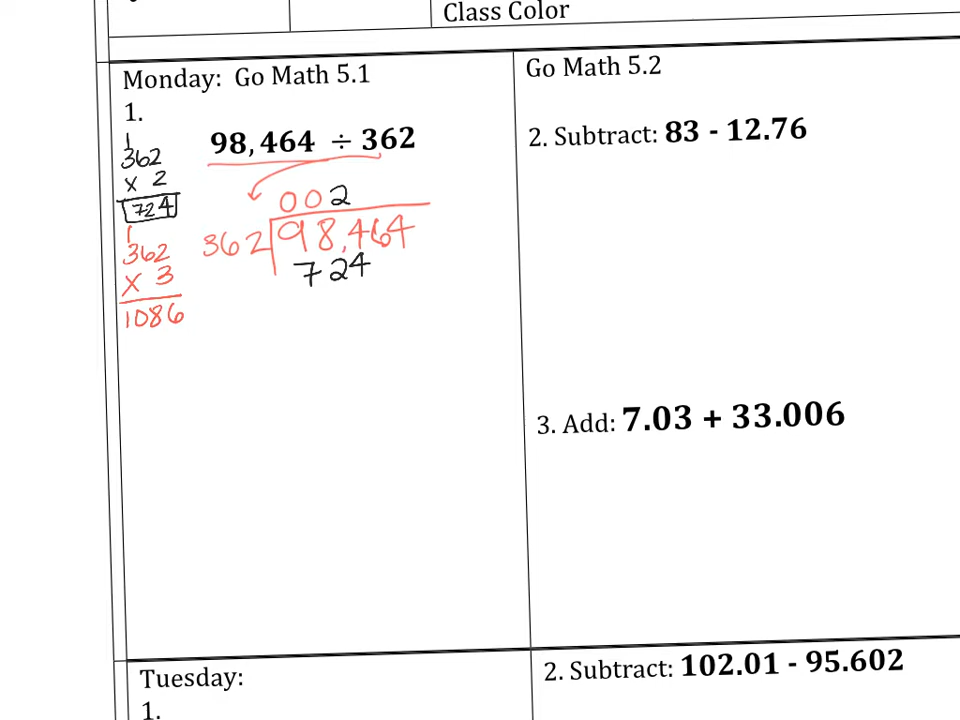 Class Color
Monday: Go Math 5.1
1.
98,464 ÷ 362
1
362
x 2
724
1
362
x 3
1086
002
362 98,464
724
Go Math 5.2
2. Subtract: 83 - 12.76
3. Add: 7.03 + 33.006
Tuesday:
1.
2. Subtract: 102.01 - 95.602